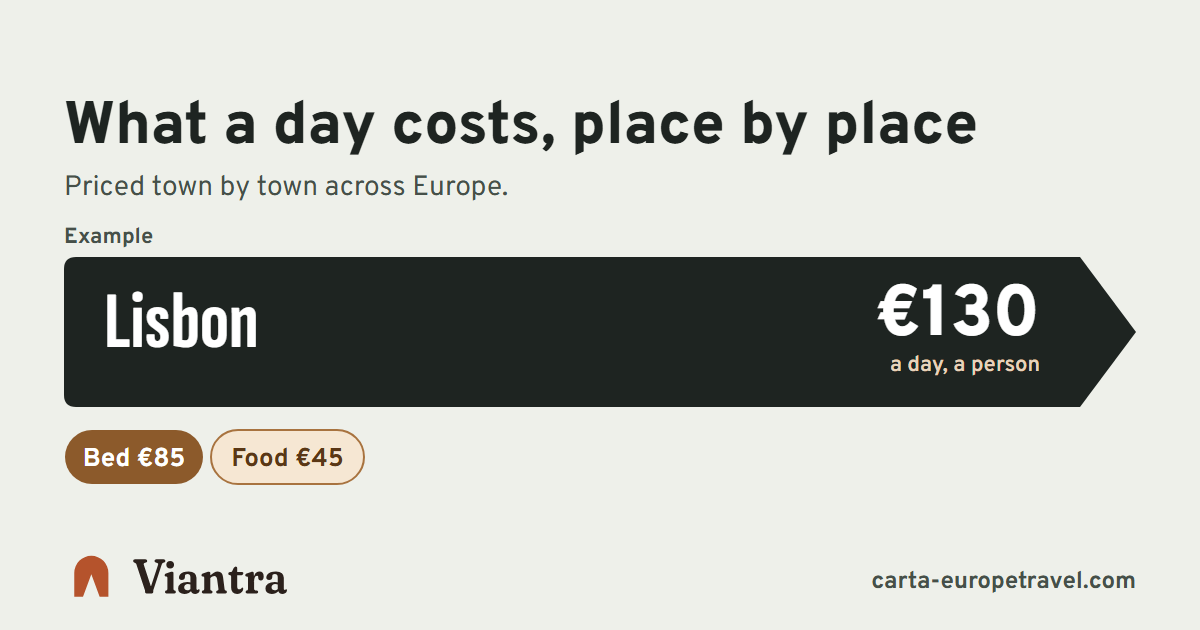 What a day costs, place by place
Priced town by town across Europe.
Example
Lisbon
€130
a day, a person
Bed €85
Food €45
Viantra
carta-europetravel.com